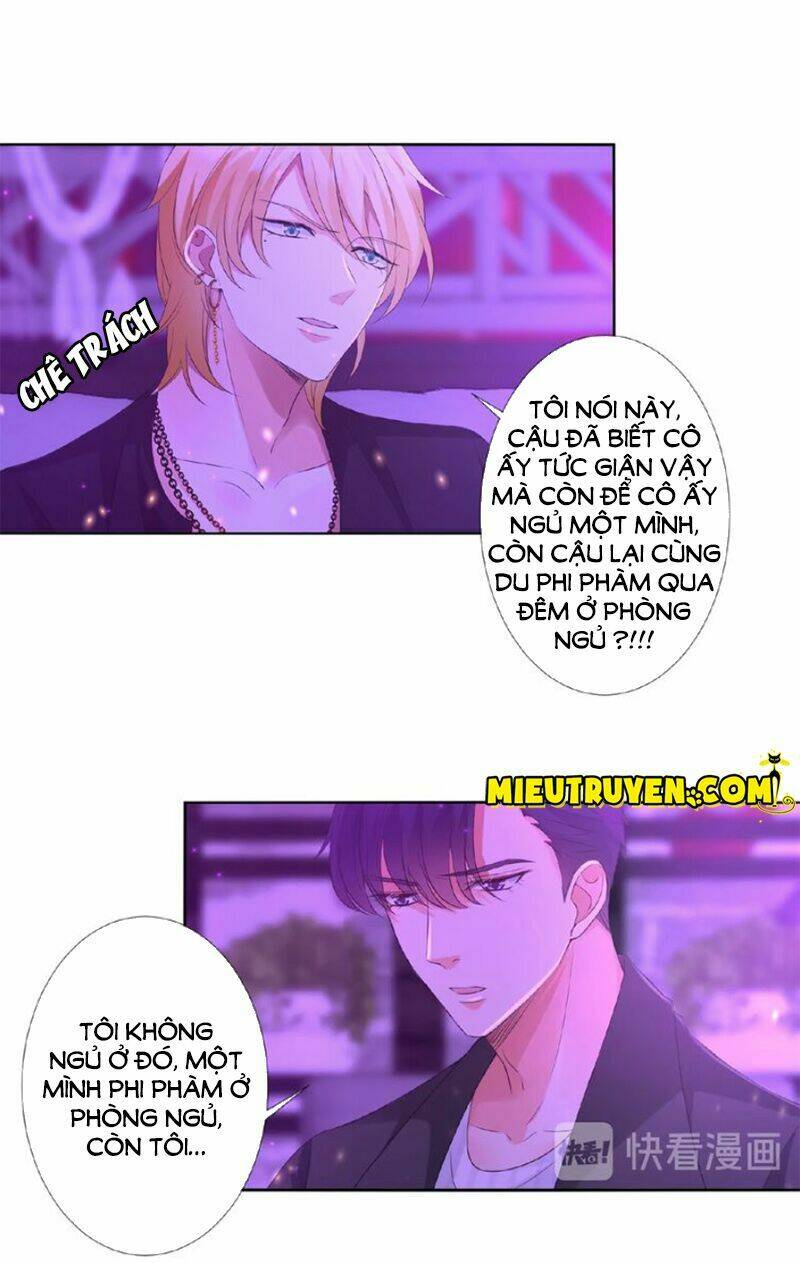 CHÊ TRÁCH
TÔI NÓI NÀY,
CẬU ĐÃ BIẾT CÔ
ẤY TỨC GIẬN VẬY
MÀ CÒN ĐỂ CÔ ẤY
NGỦ MỘT MÌNH,
CÒN CẬU LẠI CÙNG
DU PHI PHÀM QUA
ĐÊM Ở PHÒNG
NGỦ ?!!!
MIEUTRUYEN.COM
TÔI KHÔNG
NGỦ Ở ĐÓ, MỘT
MÌNH PHI PHÀM Ở
PHÒNG NGỦ,
CÒN TÔI...
快看! 快看漫画